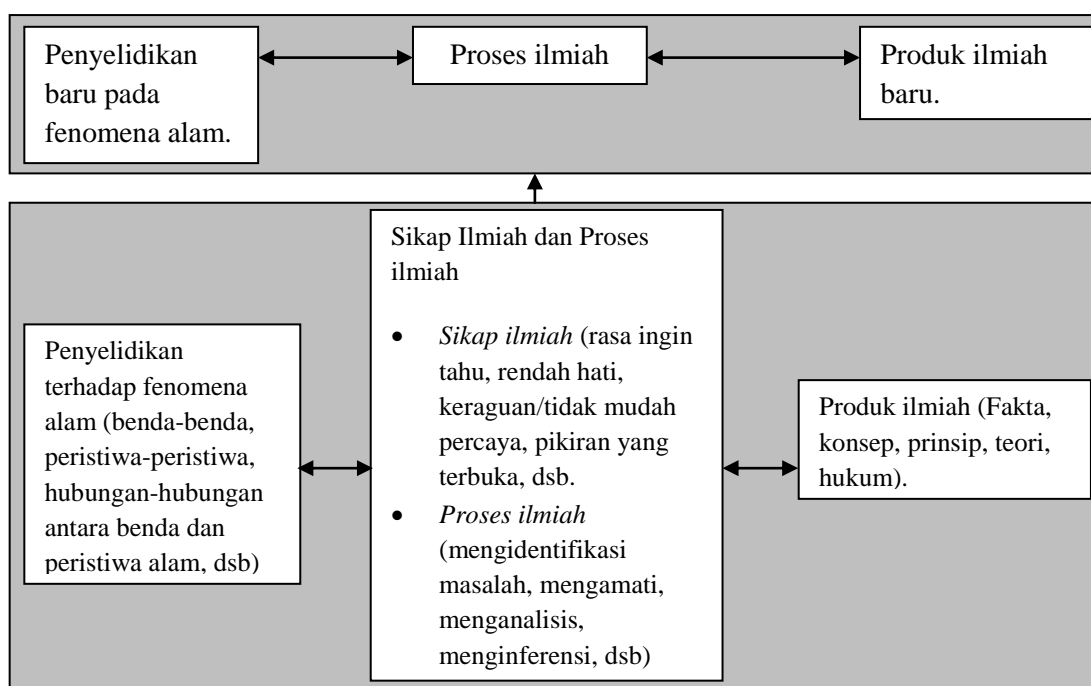 Penyelidikan
baru pada
fenomena alam.
Proses ilmiah
Produk ilmiah
baru.
Penyelidikan
terhadap fenomena
alam (benda-benda,
peristiwa-peristiwa,
hubungan-hubungan
antara benda dan
peristiwa alam, dsb)
Sikap Ilmiah dan Proses
ilmiah
• Sikap ilmiah (rasa ingin
tahu, rendah hati,
keraguan/tidak mudah
percaya, pikiran yang
terbuka, dsb.
• Proses ilmiah
(mengidentifikasi
masalah, mengamati,
menganalisis,
menginferensi, dsb)
Produk ilmiah (Fakta,
konsep, prinsip, teori,
hukum).